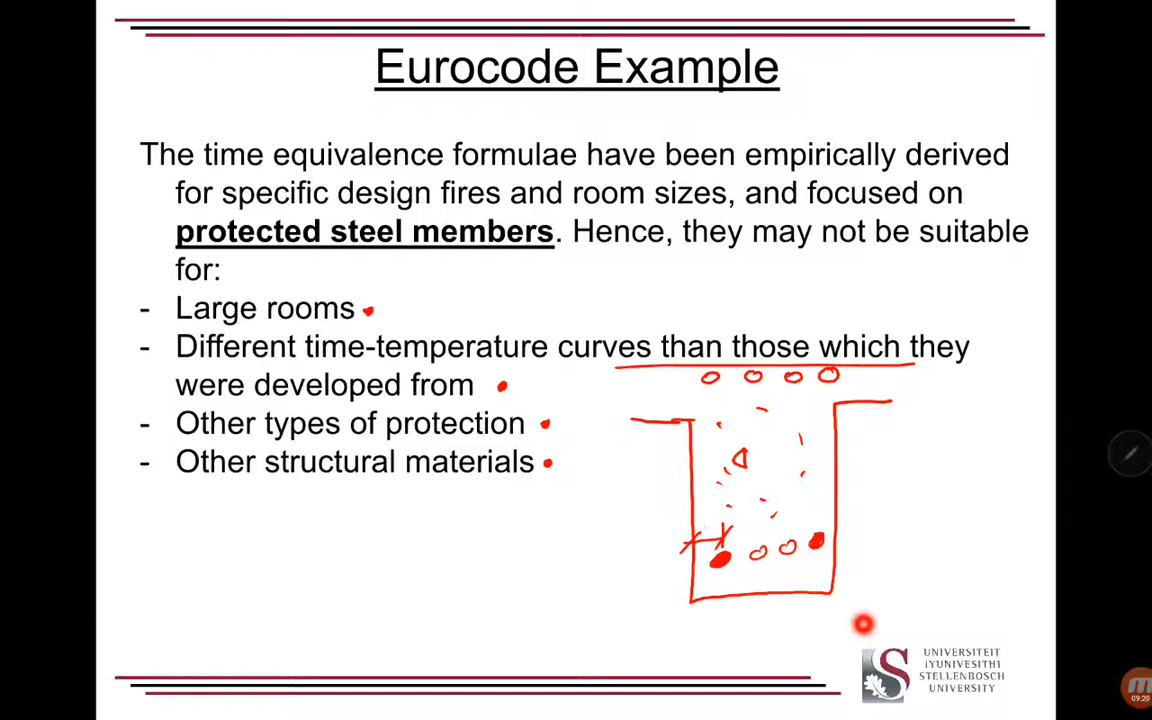 Eurocode Example
The time equivalence formulae have been empirically derived
for specific design fires and room sizes, and focused on
protected steel members. Hence, they may not be suitable
for:
- Large rooms
- Different time-temperature curves than those which they
were developed from
- Other types of protection
- Other structural materials
UNIVERSITEIT
iYUNIVESITHI
STELLENBOSCH
UNIVERSITY